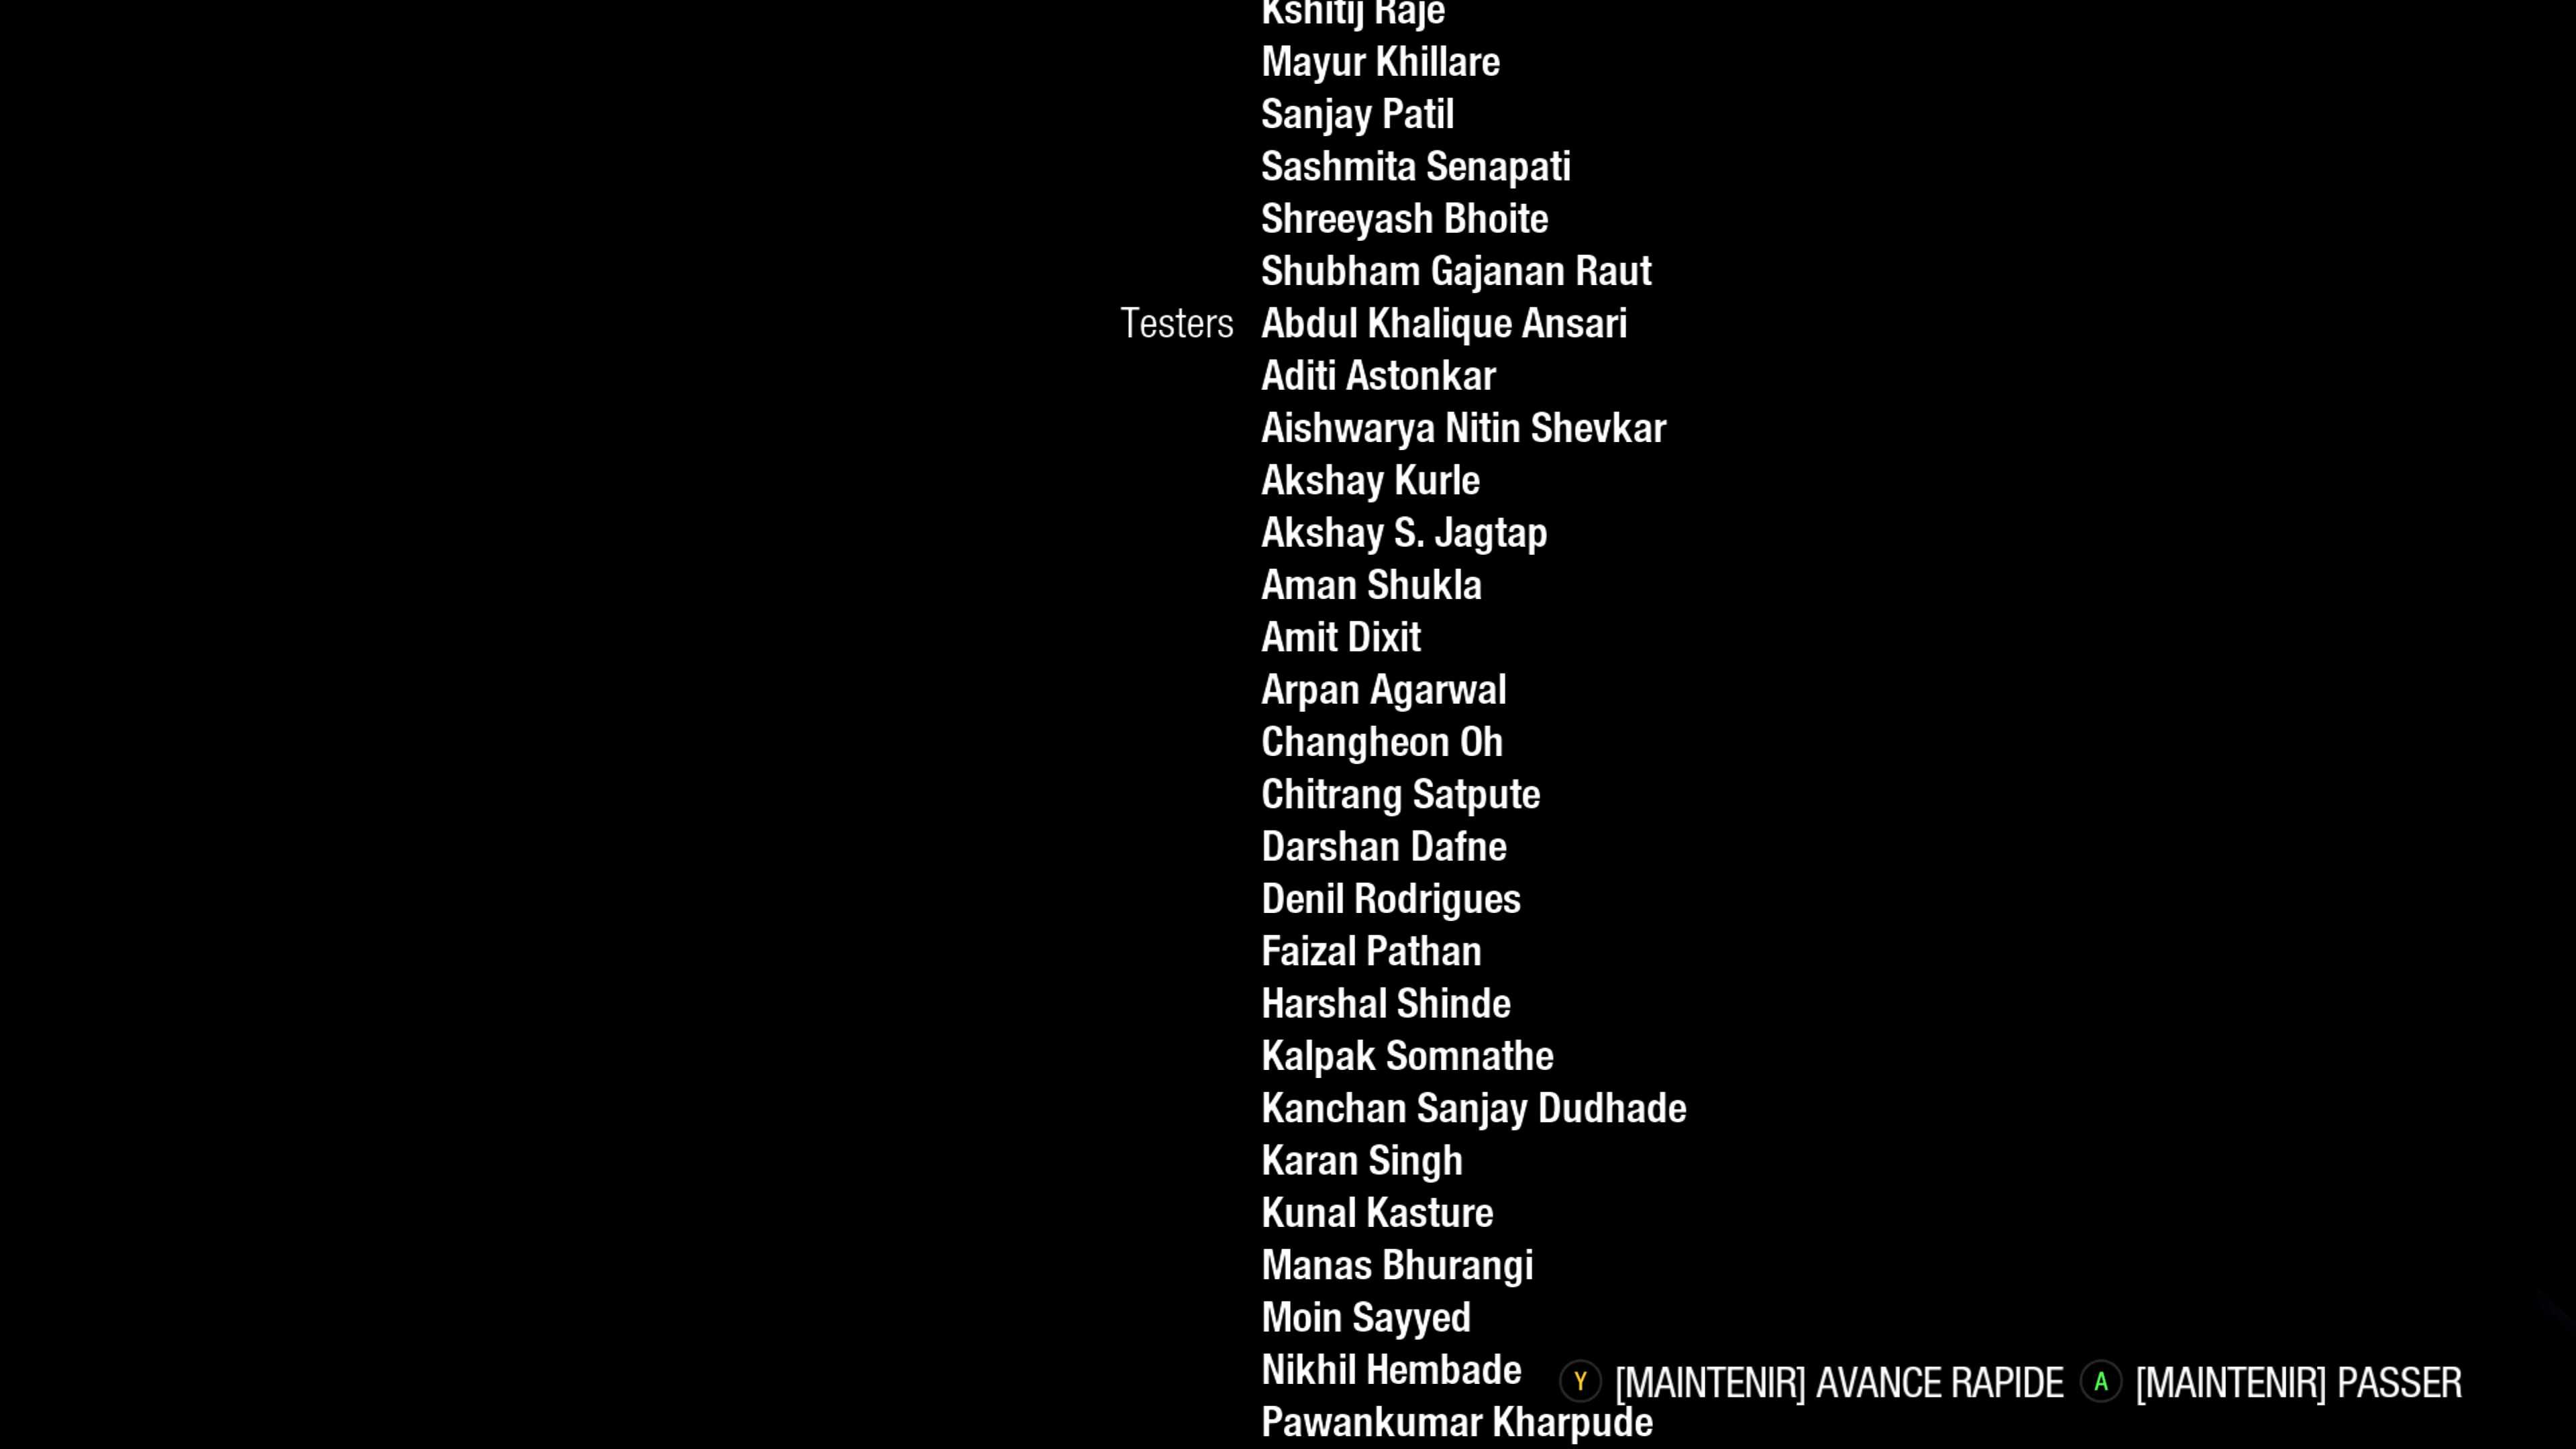 Kshitij Raje
Mayur Khillare
Sanjay Patil
Sashmita Senapati
Shreeyash Bhoite
Shubham Gajanan Raut
Testers Abdul Khalique Ansari
Aditi Astonkar
Aishwarya Nitin Shevkar
Akshay Kurle
Akshay S. Jagtap
Aman Shukla
Amit Dixit
Arpan Agarwal
Changheon Oh
Chitrang Satpute
Darshan Dafne
Denil Rodrigues
Faizal Pathan
Harshal Shinde
Kalpak Somnathe
Kanchan Sanjay Dudhade
Karan Singh
Kunal Kasture
Manas Bhurangi
Moin Sayyed
Nikhil Hembade
Y [MAINTENIR] AVANCE RAPIDE A [MAINTENIR] PASSER
Pawankumar Kharpude